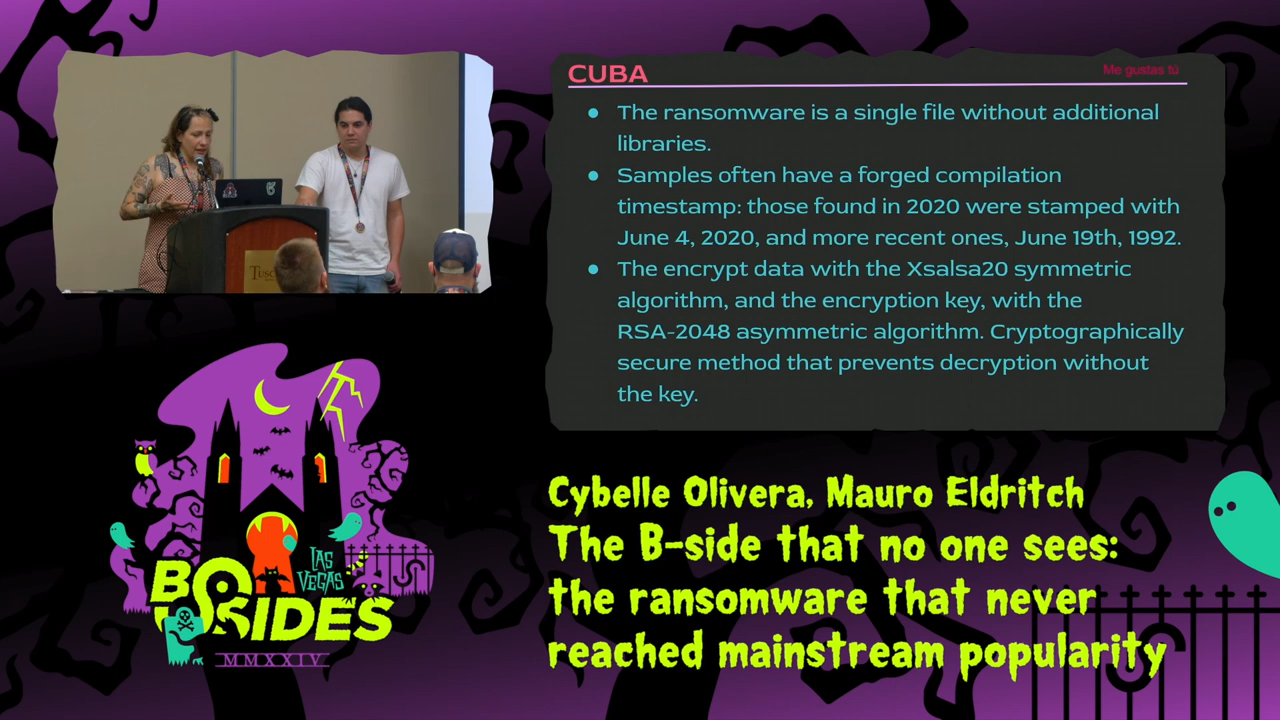 CUBA
Me gustas tú
The ransomware is a single file without additional
libraries.
Samples often have a forged compilation
timestamp: those found in 2020 were stamped with
June 4, 2020, and more recent ones, June 19th, 1992.
The encrypt data with the Xsalsa20 symmetric
algorithm, and the encryption key, with the
RSA-2048 asymmetric algorithm. Cryptographically
secure method that prevents decryption without
the key.
LAS
VEGAS
BSIDES
MMXXIV
Cybelle Olivera, Mauro Eldritch
The B-side that no one sees:
the ransomware that never
reached mainstream popularity